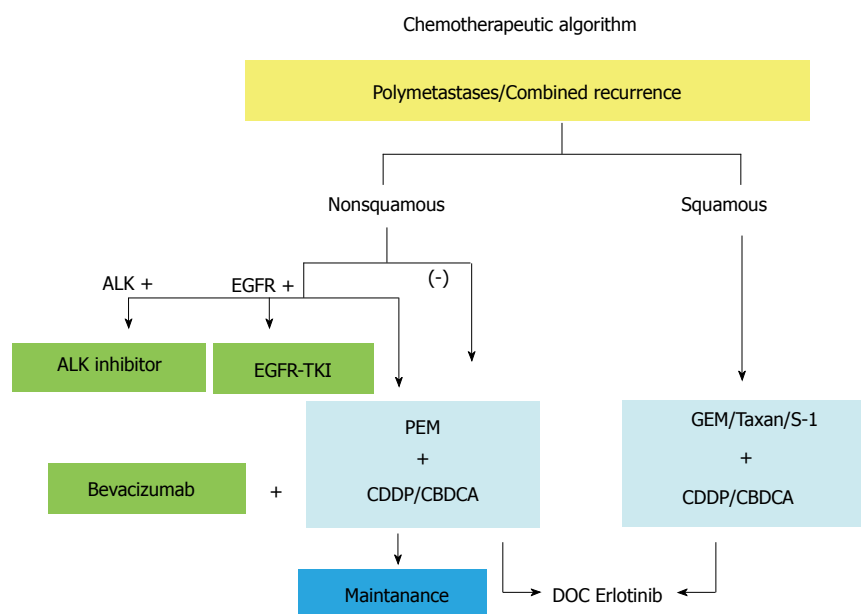 Chemotherapeutic algorithm
Polymetastases/Combined recurrence
Nonsquamous
Squamous
ALK +
EGFR +
(-)
ALK inhibitor
EGFR-TKI
PEM
+
CDDP/CBDCA
GEM/Taxan/S-1
+
CDDP/CBDCA
Bevacizumab
+
Maintanance
DOC Erlotinib